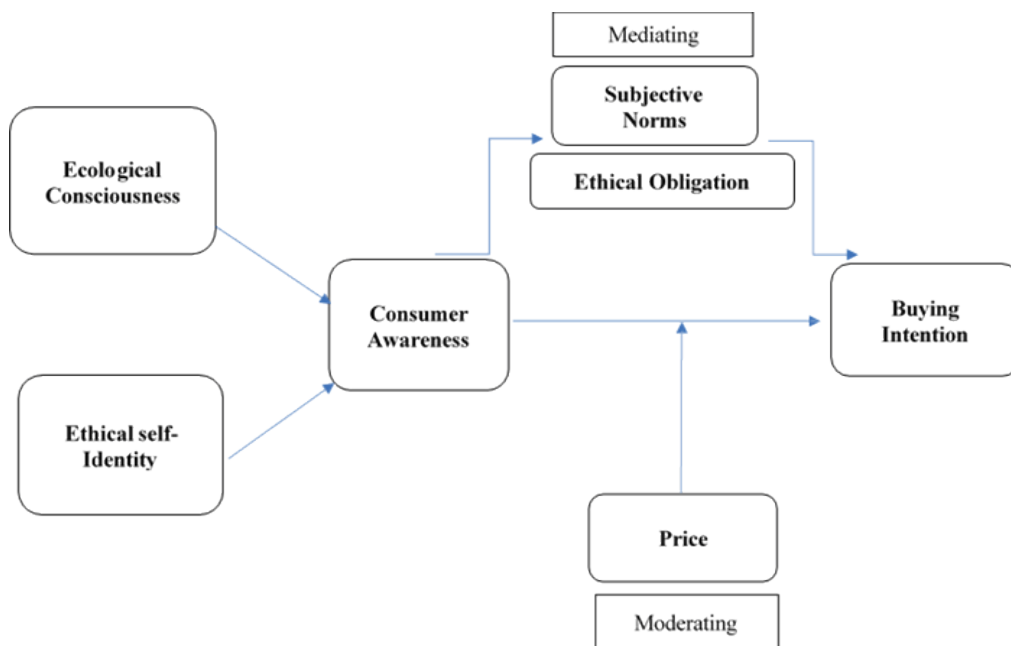 Mediating
Subjective
Norms
Ethical Obligation
Ecological
Consciousness
Consumer
Awareness
Buying
Intention
Ethical self-
Identity
Price
Moderating